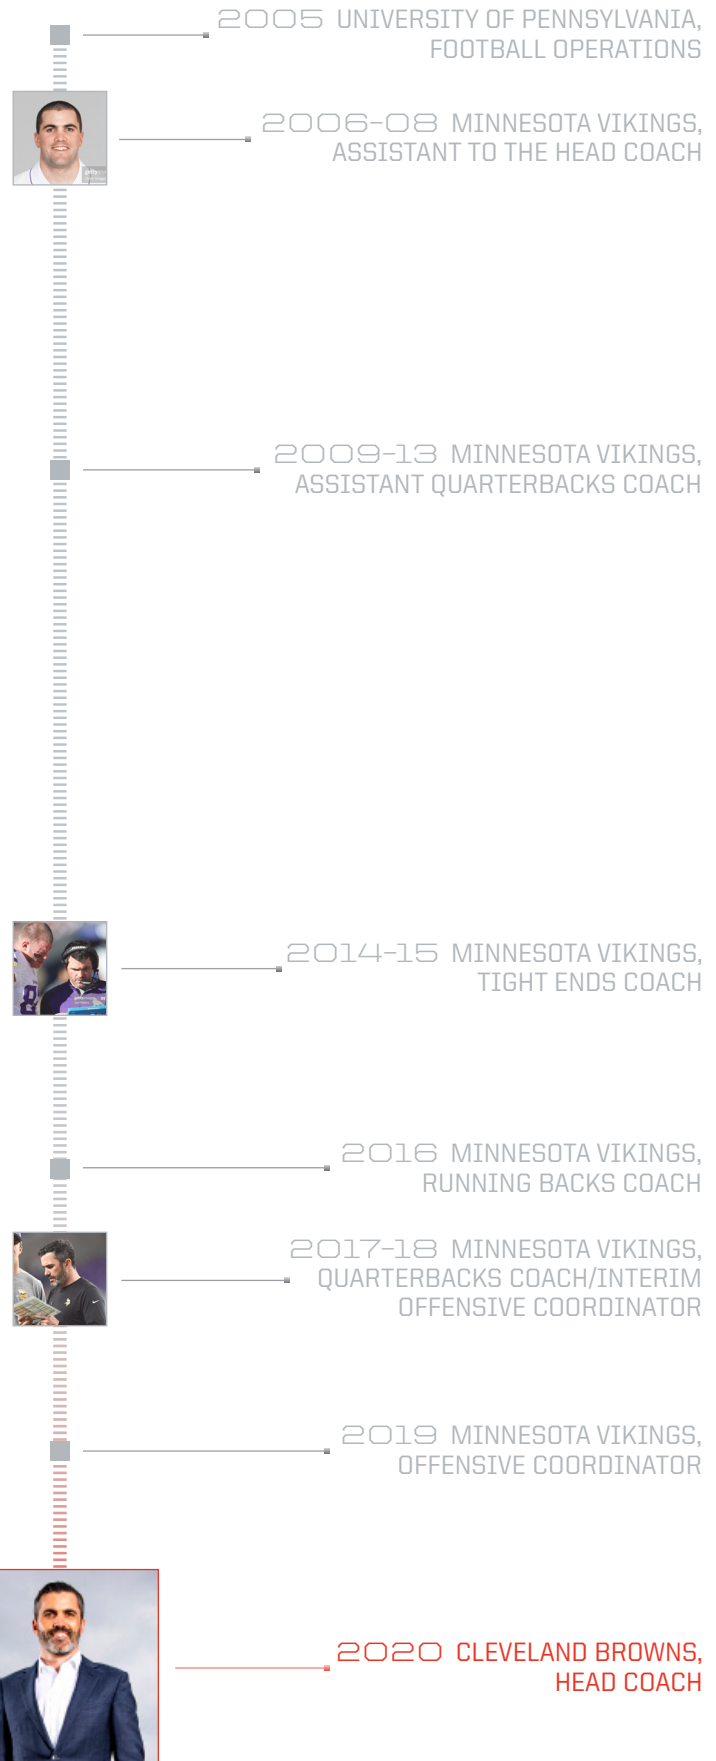 2005 UNIVERSITY OF PENNSYLVANIA,
FOOTBALL OPERATIONS
2006-08 MINNESOTA VIKINGS,
ASSISTANT TO THE HEAD COACH
2009-13 MINNESOTA VIKINGS,
ASSISTANT QUARTERBACKS COACH
2014-15 MINNESOTA VIKINGS,
TIGHT ENDS COACH
2016 MINNESOTA VIKINGS,
RUNNING BACKS COACH
2017-18 MINNESOTA VIKINGS,
QUARTERBACKS COACH/INTERIM
OFFENSIVE COORDINATOR
2019 MINNESOTA VIKINGS,
OFFENSIVE COORDINATOR
2020 CLEVELAND BROWNS,
HEAD COACH